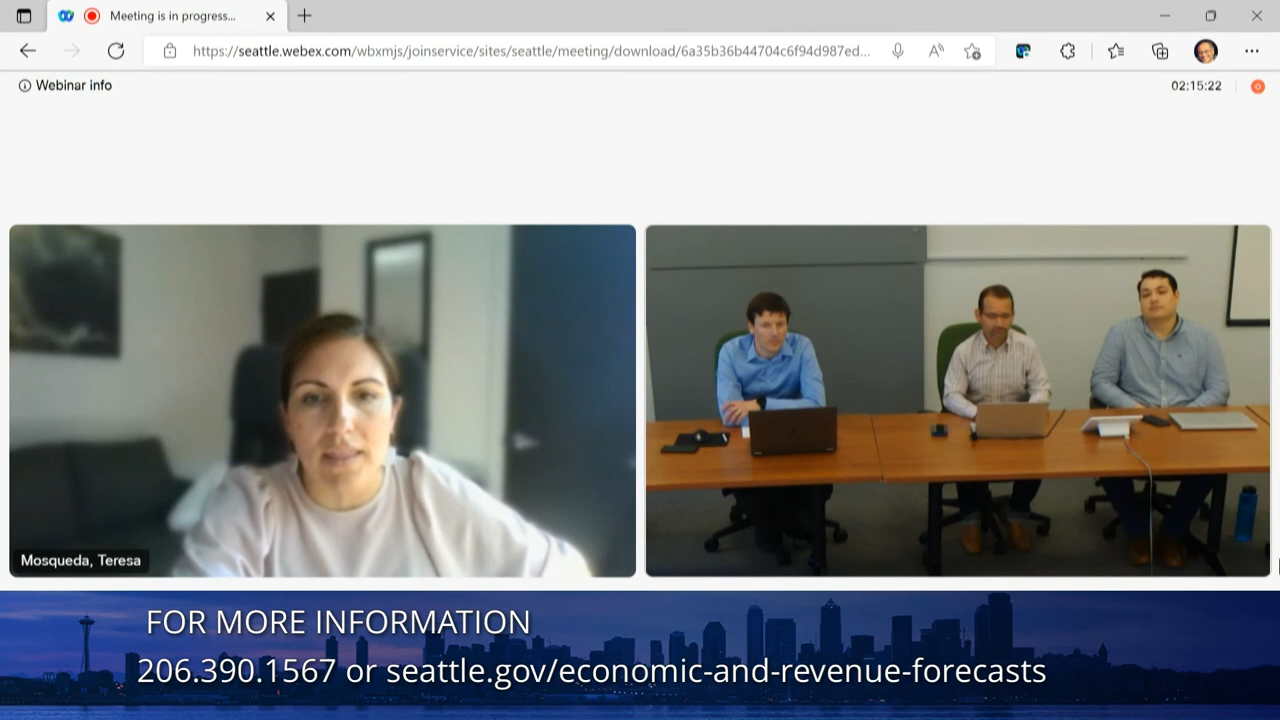 Meeting is in progress...
https://seattle.webex.com/wbxmjs/joinservice/sites/seattle/meeting/download/6a35b36b44704c6f94d987ed...
Webinar info
02:15:22
Mosqueda, Teresa
FOR MORE INFORMATION
206.390.1567 or seattle.gov/economic-and-revenue-forecasts